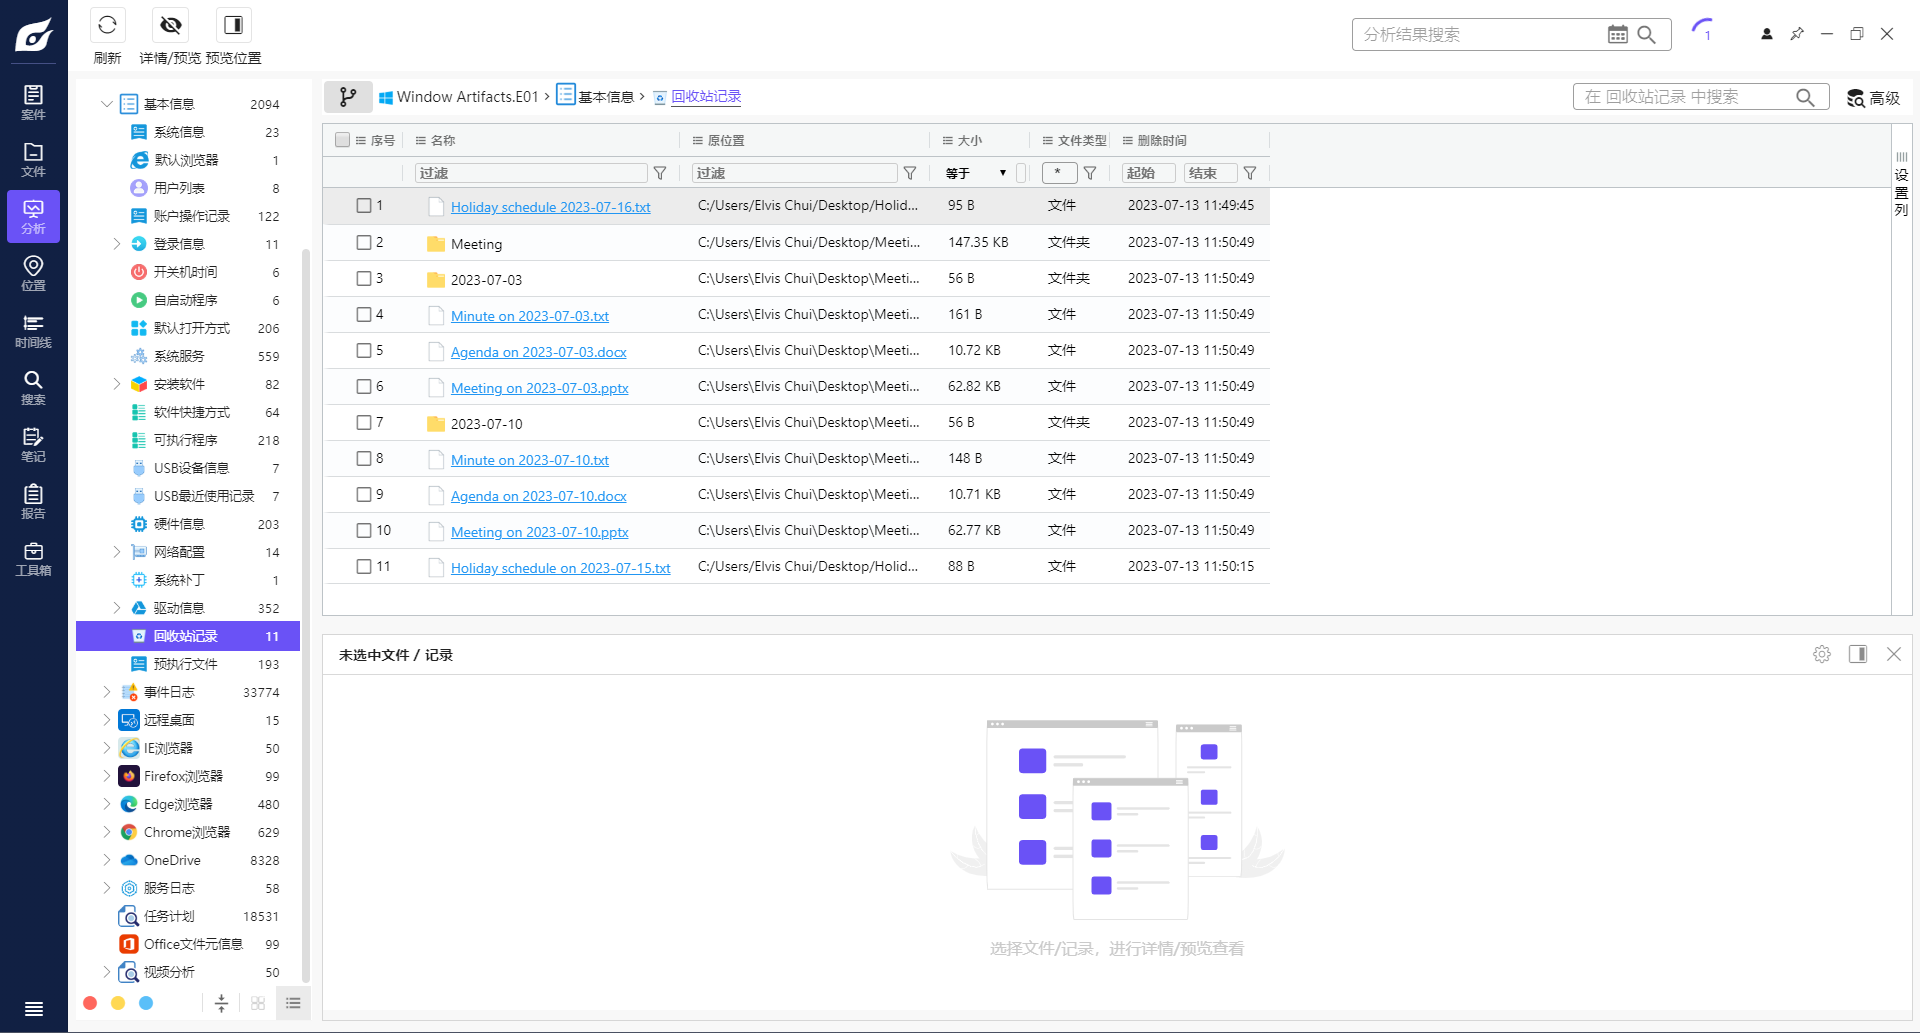 刷新
详情/预览
预览位置
分析结果搜索
1
案件
文件
分析
位置
时间线
搜索
笔记
报告
工具箱
基本信息 2094
系统信息 23
默认浏览器 1
用户列表 8
账户操作记录 122
登录信息 11
开关机时间 6
自启动程序 6
默认打开方式 206
系统服务 559
安装软件 82
软件快捷方式 64
可执行程序 218
USB设备信息 7
USB最近使用记录 7
硬件信息 203
网络配置 14
系统补丁 1
驱动信息 352
回收站记录 11
预执行文件 193
事件日志 33774
远程桌面 15
IE浏览器 50
Firefox浏览器 99
Edge浏览器 480
Chrome浏览器 629
OneDrive 8328
服务日志 58
任务计划 18531
Office文件元信息 99
视频分析 50
Window Artifacts.E01 > 基本信息 > 回收站记录
在 回收站记录 中搜索
高级
序号 名称 原位置 大小 文件类型 删除时间
过滤 过滤 等于 ▼ * 起始 结束
1 Holiday schedule 2023-07-16.txt C:/Users/Elvis Chui/Desktop/Holid... 95 B 文件 2023-07-13 11:49:45
2 Meeting C:/Users/Elvis Chui/Desktop/Meeti... 147.35 KB 文件夹 2023-07-13 11:50:49
3 2023-07-03 C:\Users\Elvis Chui\Desktop\Meeti... 56 B 文件夹 2023-07-13 11:50:49
4 Minute on 2023-07-03.txt C:\Users\Elvis Chui\Desktop\Meeti... 161 B 文件 2023-07-13 11:50:49
5 Agenda on 2023-07-03.docx C:\Users\Elvis Chui\Desktop\Meeti... 10.72 KB 文件 2023-07-13 11:50:49
6 Meeting on 2023-07-03.pptx C:\Users\Elvis Chui\Desktop\Meeti... 62.82 KB 文件 2023-07-13 11:50:49
7 2023-07-10 C:\Users\Elvis Chui\Desktop\Meeti... 56 B 文件夹 2023-07-13 11:50:49
8 Minute on 2023-07-10.txt C:\Users\Elvis Chui\Desktop\Meeti... 148 B 文件 2023-07-13 11:50:49
9 Agenda on 2023-07-10.docx C:\Users\Elvis Chui\Desktop\Meeti... 10.71 KB 文件 2023-07-13 11:50:49
10 Meeting on 2023-07-10.pptx C:\Users\Elvis Chui\Desktop\Meeti... 62.77 KB 文件 2023-07-13 11:50:49
11 Holiday schedule on 2023-07-15.txt C:/Users/Elvis Chui/Desktop/Holid... 88 B 文件 2023-07-13 11:50:15
设置列
未选中文件 / 记录
选择文件/记录，进行详情/预览查看